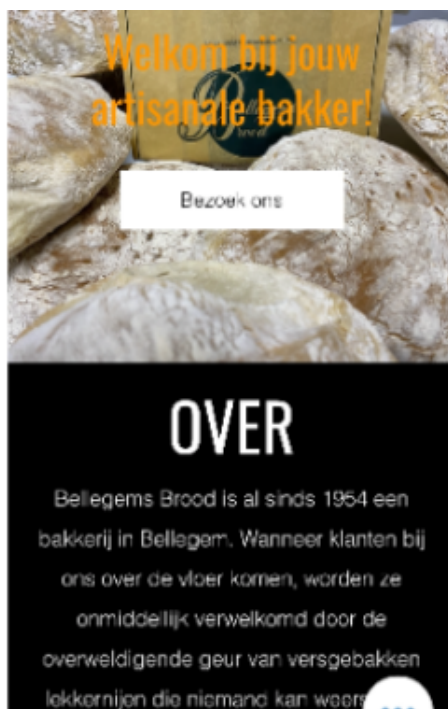 Welkom bij jouw
artisanale bakker!
Brood
Bezoek ons
OVER
Bellegems Brood is al sinds 1954 een
bakkerij in Bellegem. Wanneer klanten bij
ons over de vloer komen, worden ze
onmiddellijk verwelkomd door de
overweldigende geur van versgebakken
lekkernijen die niemand kan